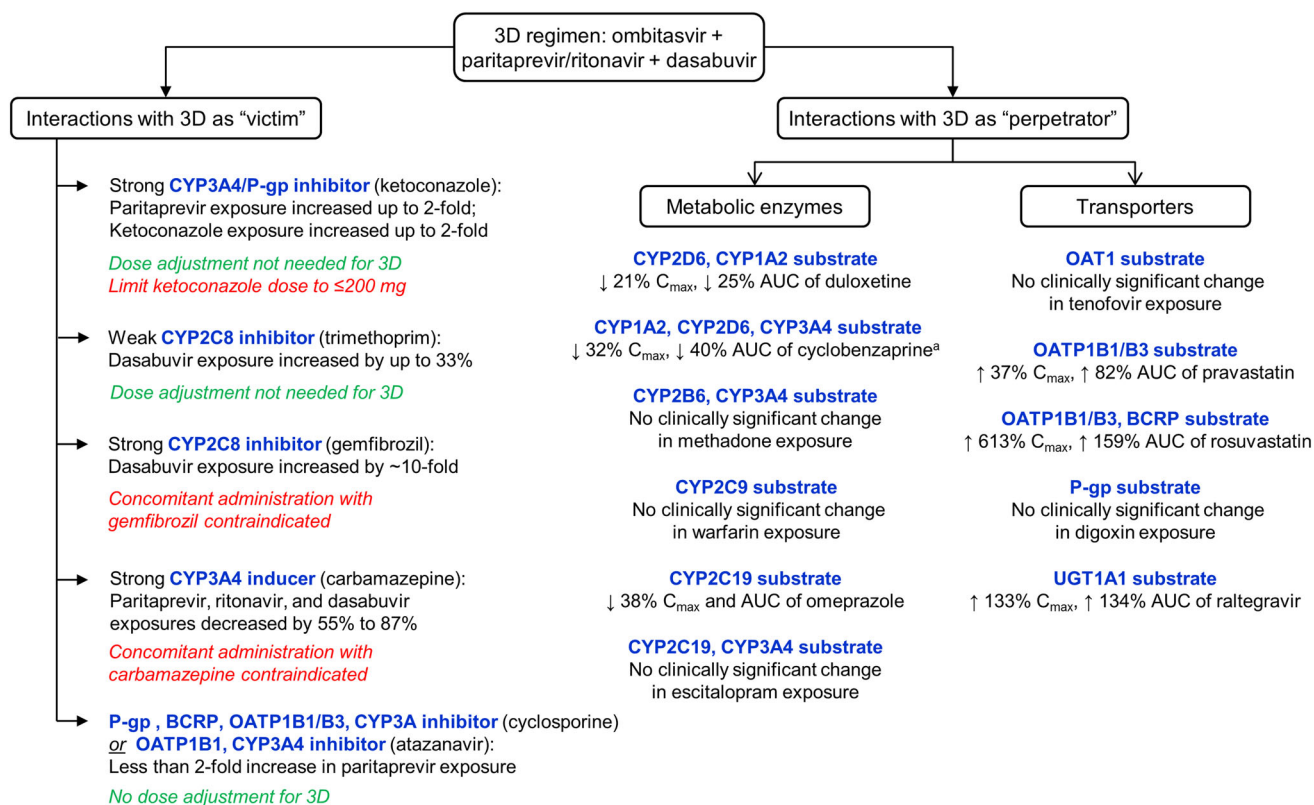 3D regimen: ombitasvir +
paritaprevir/ritonavir + dasabuvir
Interactions with 3D as “victim”
Strong CYP3A4/P-gp inhibitor (ketoconazole):
Paritaprevir exposure increased up to 2-fold;
Ketoconazole exposure increased up to 2-fold
Dose adjustment not needed for 3D
Limit ketoconazole dose to ≤200 mg
Weak CYP2C8 inhibitor (trimethoprim):
Dasabuvir exposure increased by up to 33%
Dose adjustment not needed for 3D
Strong CYP2C8 inhibitor (gemfibrozil):
Dasabuvir exposure increased by ~10-fold
Concomitant administration with
gemfibrozil contraindicated
Strong CYP3A4 inducer (carbamazepine):
Paritaprevir, ritonavir, and dasabuvir
exposures decreased by 55% to 87%
Concomitant administration with
carbamazepine contraindicated
P-gp , BCRP, OATP1B1/B3, CYP3A inhibitor (cyclosporine)
or OATP1B1, CYP3A4 inhibitor (atazanavir):
Less than 2-fold increase in paritaprevir exposure
No dose adjustment for 3D
Interactions with 3D as “perpetrator”
Metabolic enzymes
CYP2D6, CYP1A2 substrate
↓ 21% Cmax, ↓ 25% AUC of duloxetine
CYP1A2, CYP2D6, CYP3A4 substrate
↓ 32% Cmax, ↓ 40% AUC of cyclobenzaprineᵃ
CYP2B6, CYP3A4 substrate
No clinically significant change
in methadone exposure
CYP2C9 substrate
No clinically significant change
in warfarin exposure
CYP2C19 substrate
↓ 38% Cmax and AUC of omeprazole
CYP2C19, CYP3A4 substrate
No clinically significant change
in escitalopram exposure
Transporters
OAT1 substrate
No clinically significant change
in tenofovir exposure
OATP1B1/B3 substrate
↑ 37% Cmax, ↑ 82% AUC of pravastatin
OATP1B1/B3, BCRP substrate
↑ 613% Cmax, ↑ 159% AUC of rosuvastatin
P-gp substrate
No clinically significant change
in digoxin exposure
UGT1A1 substrate
↑ 133% Cmax, ↑ 134% AUC of raltegravir